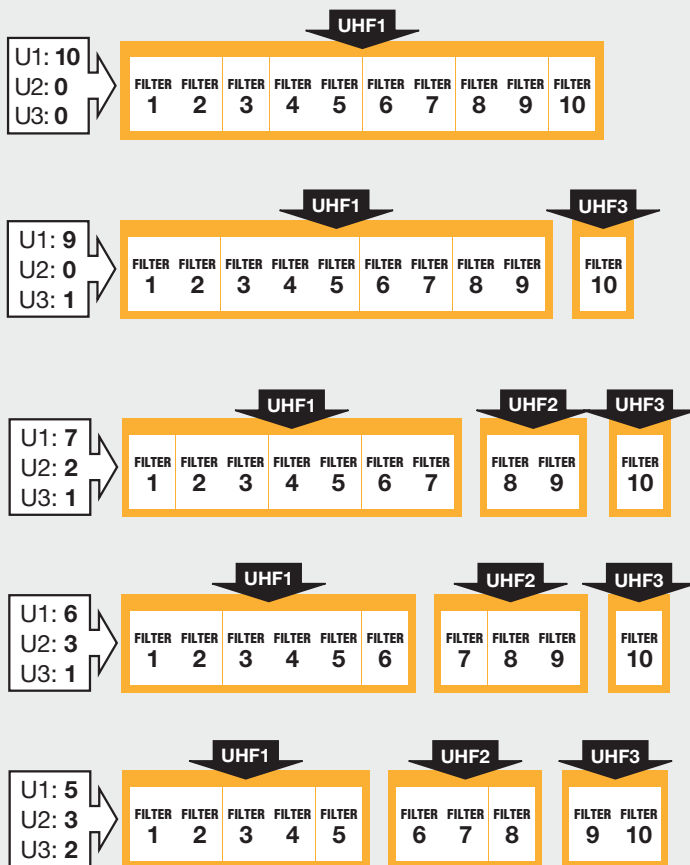 UHF1
U1: 10
U2: 0
U3: 0
FILTER FILTER FILTER FILTER FILTER FILTER FILTER FILTER FILTER FILTER
1 2 3 4 5 6 7 8 9 10
UHF1 UHF3
U1: 9
U2: 0
U3: 1
FILTER FILTER FILTER FILTER FILTER FILTER FILTER FILTER FILTER FILTER
1 2 3 4 5 6 7 8 9 10
UHF1 UHF2 UHF3
U1: 7
U2: 2
U3: 1
FILTER FILTER FILTER FILTER FILTER FILTER FILTER FILTER FILTER FILTER
1 2 3 4 5 6 7 8 9 10
UHF1 UHF2 UHF3
U1: 6
U2: 3
U3: 1
FILTER FILTER FILTER FILTER FILTER FILTER FILTER FILTER FILTER FILTER
1 2 3 4 5 6 7 8 9 10
UHF1 UHF2 UHF3
U1: 5
U2: 3
U3: 2
FILTER FILTER FILTER FILTER FILTER FILTER FILTER FILTER FILTER FILTER
1 2 3 4 5 6 7 8 9 10